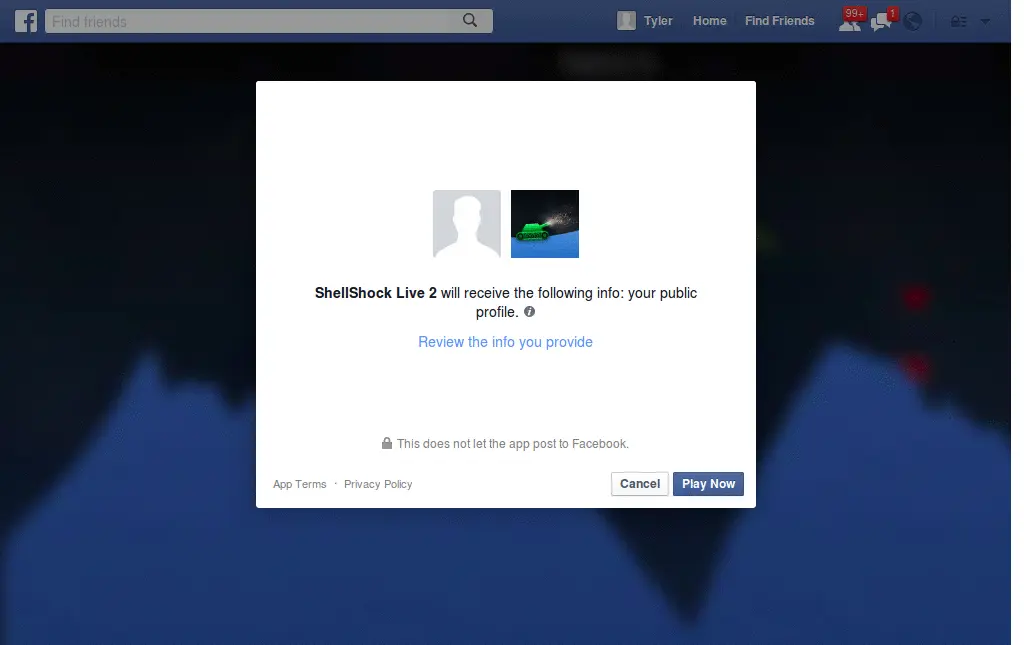 Find friends
Tyler Home Find Friends 99+ 1
ShellShock Live 2 will receive the following info: your public
profile.
Review the info you provide
This does not let the app post to Facebook.
App Terms · Privacy Policy
Cancel Play Now